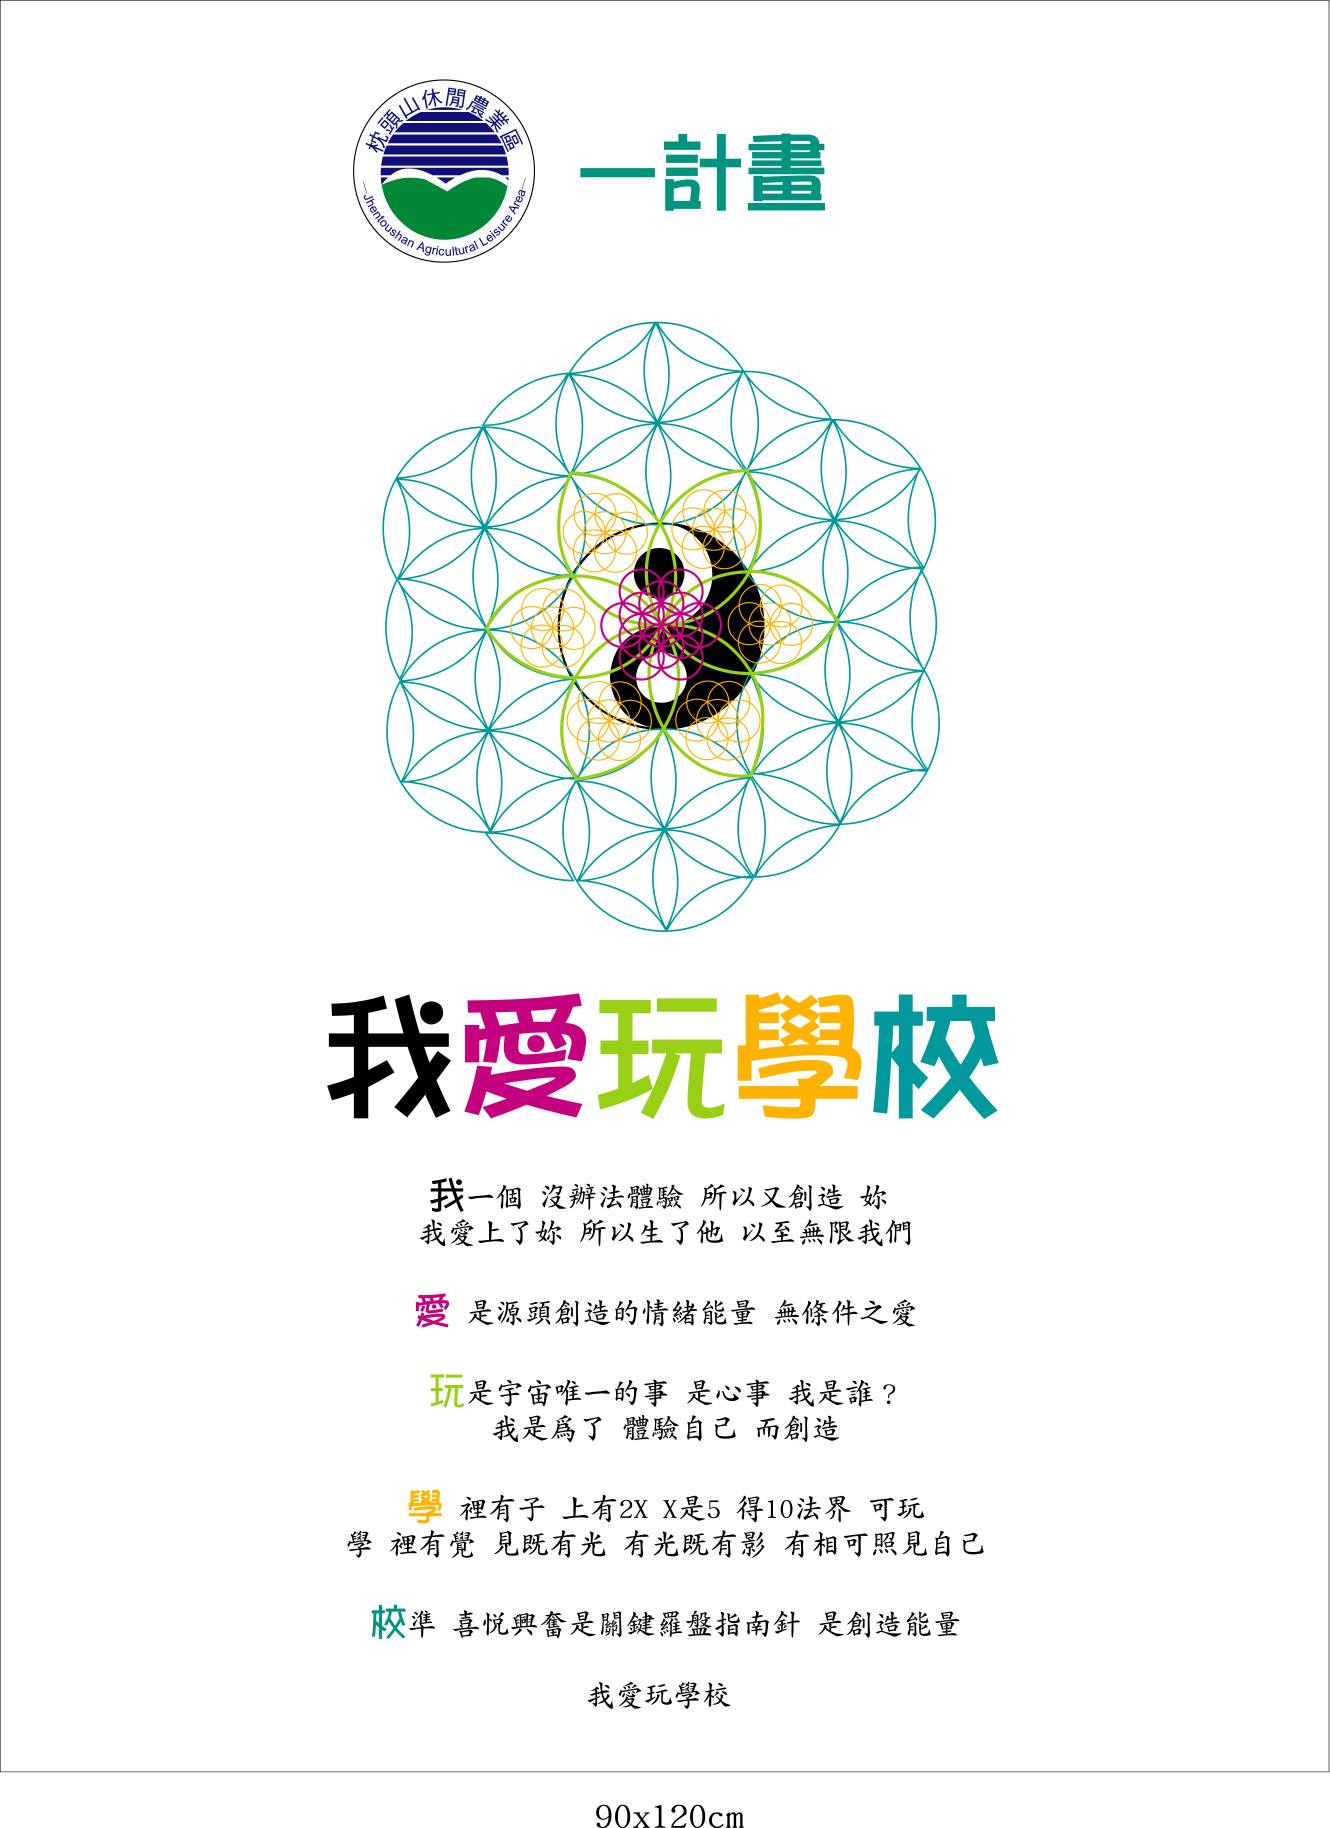 枕頭山休閒農業區
—Jhentoushan Agricultural Leisure Area—
一計畫
我愛玩學校
我一個 沒辦法體驗 所以又創造 妳
我愛上了妳 所以生了他 以至無限我們
愛 是源頭創造的情緒能量 無條件之愛
玩是宇宙唯一的事 是心事 我是誰？
我是為了 體驗自己 而創造
學 裡有子 上有2X X是5 得10法界 可玩
學 裡有覺 見既有光 有光既有影 有相可照見自己
校準 喜悅興奮是關鍵羅盤指南針 是創造能量
我愛玩學校
90x120cm